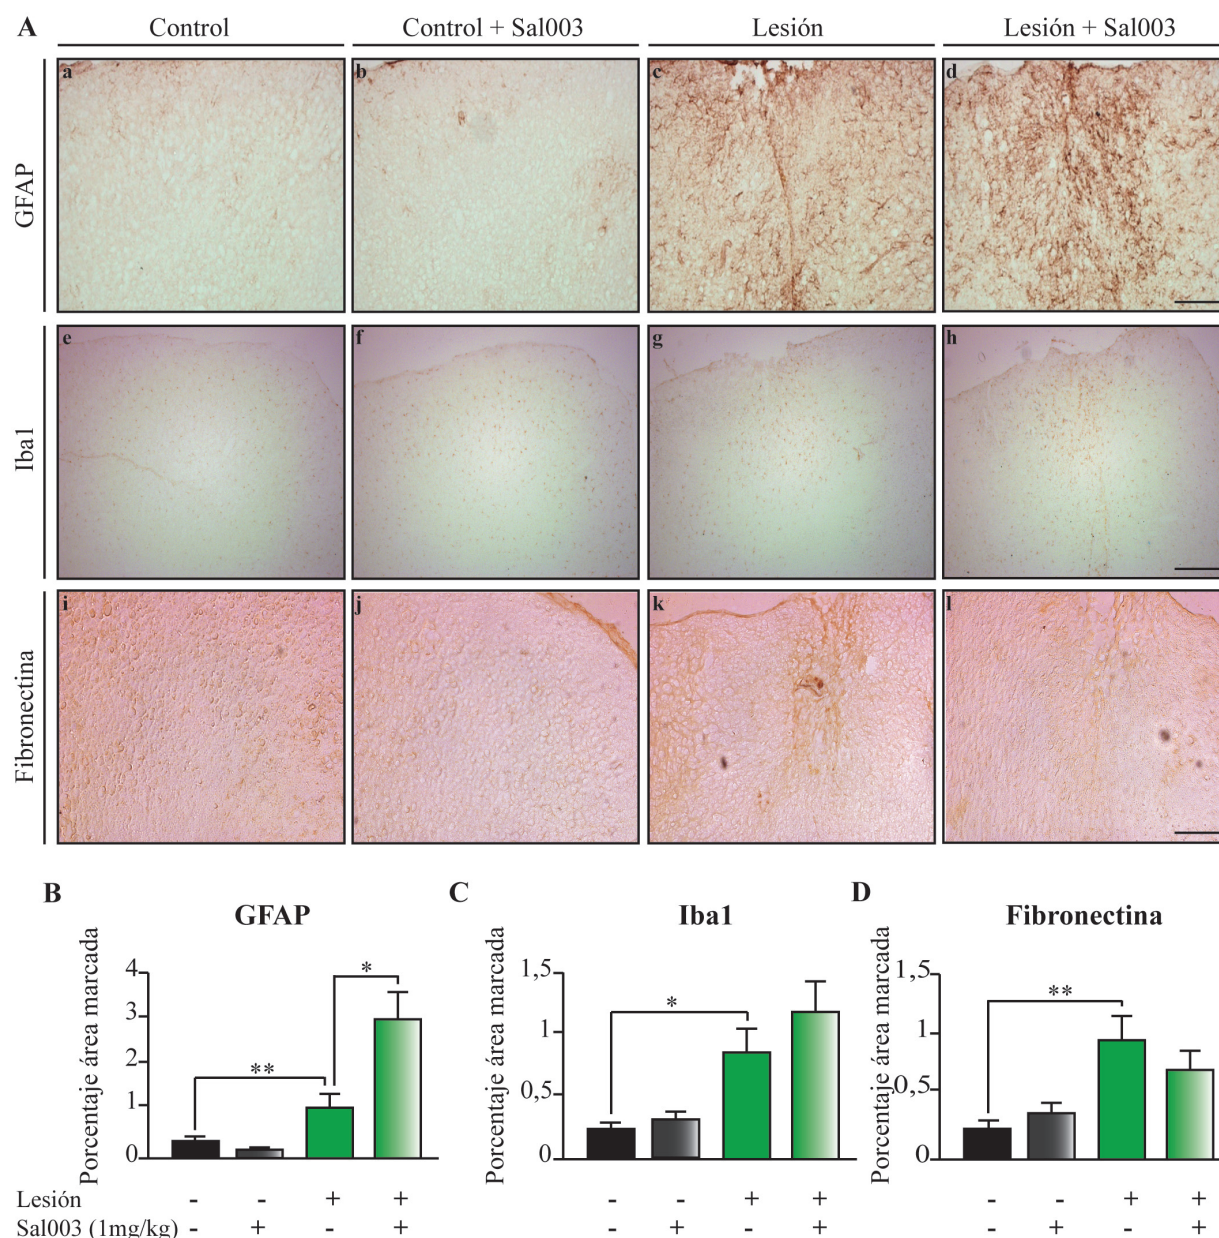 A
Control
Control + Sal003
Lesión
Lesión + Sal003
GFAP
a
b
c
d
Iba1
e
f
g
h
Fibronectina
i
j
k
l
B
GFAP
Porcentaje área marcada
4
3
2
1
0
**
*
C
Iba1
Porcentaje área marcada
1,5
1
0,5
0
*
D
Fibronectina
Porcentaje área marcada
1,5
1
0,5
0
**
Lesión - - + + - - + + - - + +
Sal003 (1mg/kg) - + - + - + - + - + - +